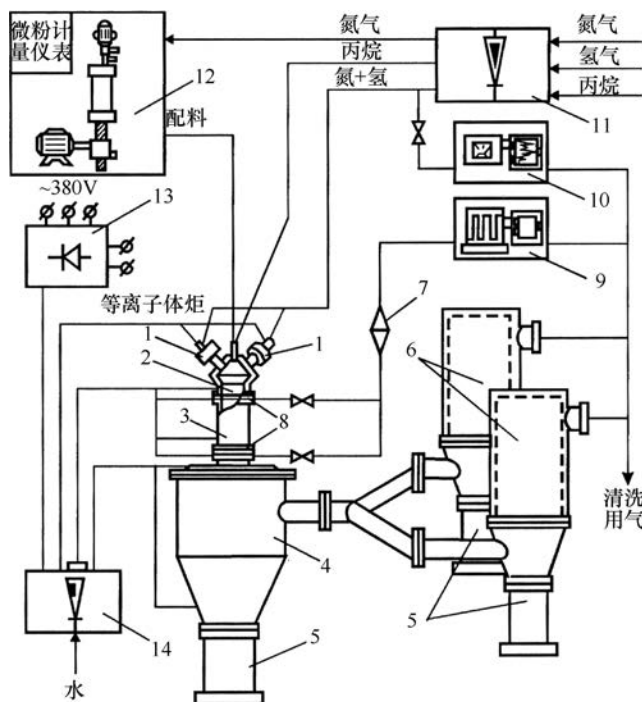 微粉计
量仪表
12
配料
氮气
丙烷
氮+氢
氮气
氢气
丙烷
11
10
9
~380V
13
等离子体炬
1
1
2
3
8
7
6
4
5
5
5
清洗
用气
14
水